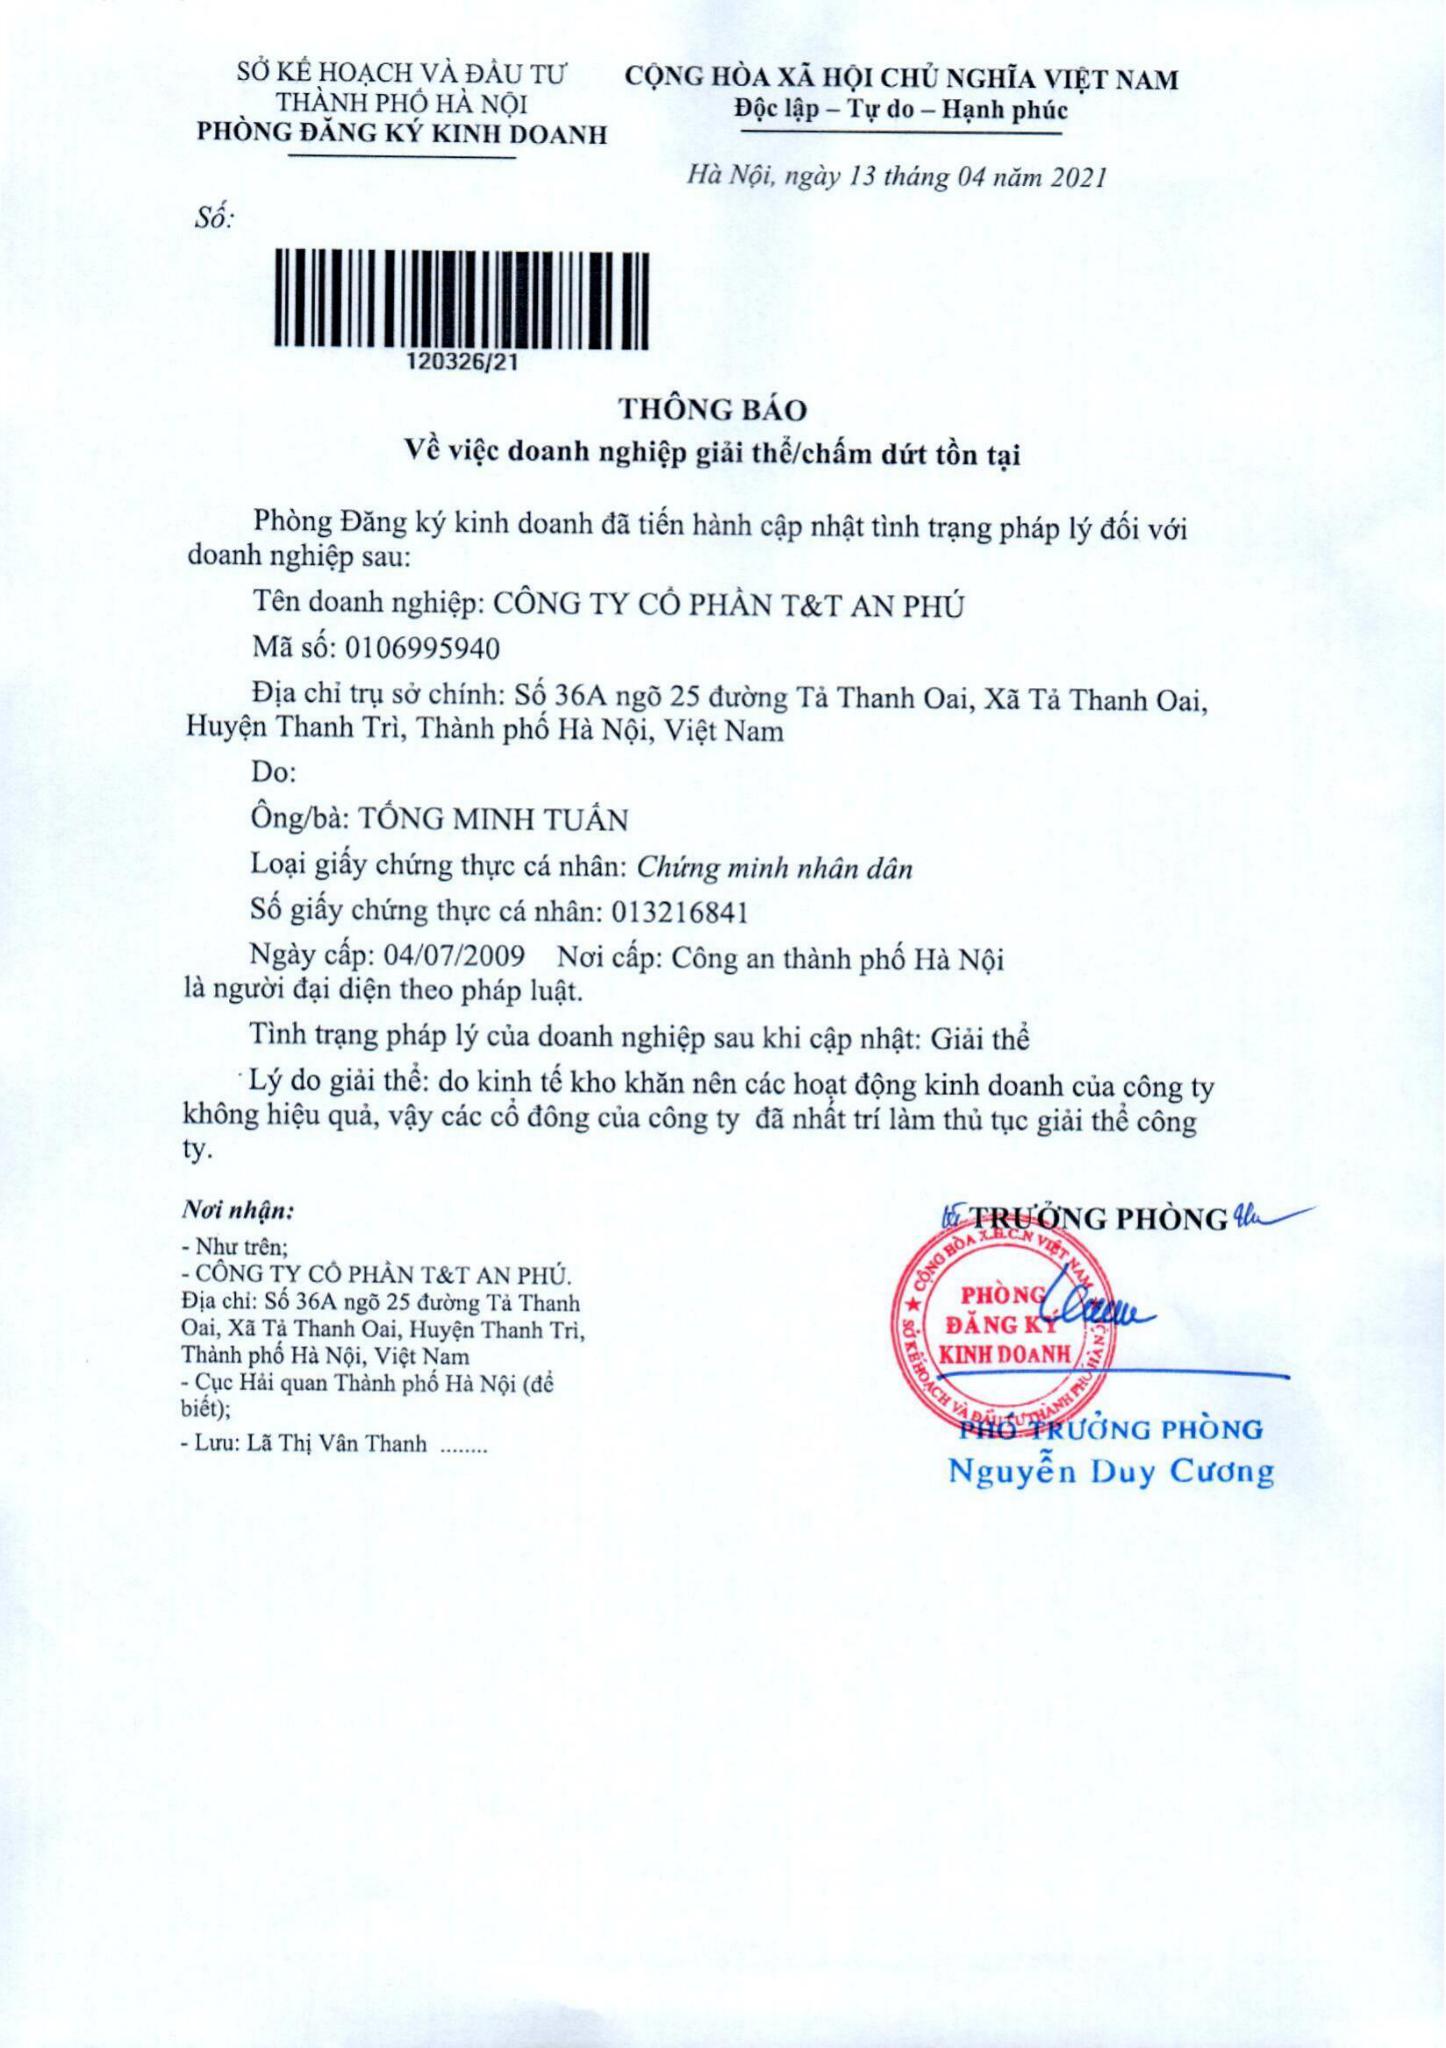 SỞ KẾ HOẠCH VÀ ĐẦU TƯ
THÀNH PHỐ HÀ NỘI
PHÒNG ĐĂNG KÝ KINH DOANH
CỘNG HÒA XÃ HỘI CHỦ NGHĨA VIỆT NAM
Độc lập – Tự do – Hạnh phúc
Hà Nội, ngày 13 tháng 04 năm 2021
Số:
120326/21
THÔNG BÁO
Về việc doanh nghiệp giải thể/chấm dứt tồn tại
Phòng Đăng ký kinh doanh đã tiến hành cập nhật tình trạng pháp lý đối với
doanh nghiệp sau:
Tên doanh nghiệp: CÔNG TY CỔ PHẦN T&T AN PHÚ
Mã số: 0106995940
Địa chỉ trụ sở chính: Số 36A ngõ 25 đường Tả Thanh Oai, Xã Tả Thanh Oai,
Huyện Thanh Trì, Thành phố Hà Nội, Việt Nam
Do:
Ông/bà: TỐNG MINH TUẤN
Loại giấy chứng thực cá nhân: Chứng minh nhân dân
Số giấy chứng thực cá nhân: 013216841
Ngày cấp: 04/07/2009 Nơi cấp: Công an thành phố Hà Nội
là người đại diện theo pháp luật.
Tình trạng pháp lý của doanh nghiệp sau khi cập nhật: Giải thể
Lý do giải thể: do kinh tế kho khăn nên các hoạt động kinh doanh của công ty
không hiệu quả, vậy các cổ đông của công ty đã nhất trí làm thủ tục giải thể công
ty.
Nơi nhận:
- Như trên;
- CÔNG TY CỔ PHẦN T&T AN PHÚ.
Địa chỉ: Số 36A ngõ 25 đường Tả Thanh
Oai, Xã Tả Thanh Oai, Huyện Thanh Trì,
Thành phố Hà Nội, Việt Nam
- Cục Hải quan Thành phố Hà Nội (để
biết);
- Lưu: Lã Thị Vân Thanh ........
TRƯỞNG PHÒNG
CỘNG HÒA X.H.C.N VIỆT NAM
PHÒNG
ĐĂNG KÝ
KINH DOANH
SỞ KẾ HOẠCH VÀ ĐẦU TƯ THÀNH PHỐ HÀ NỘI
PHÓ TRƯỞNG PHÒNG
Nguyễn Duy Cương